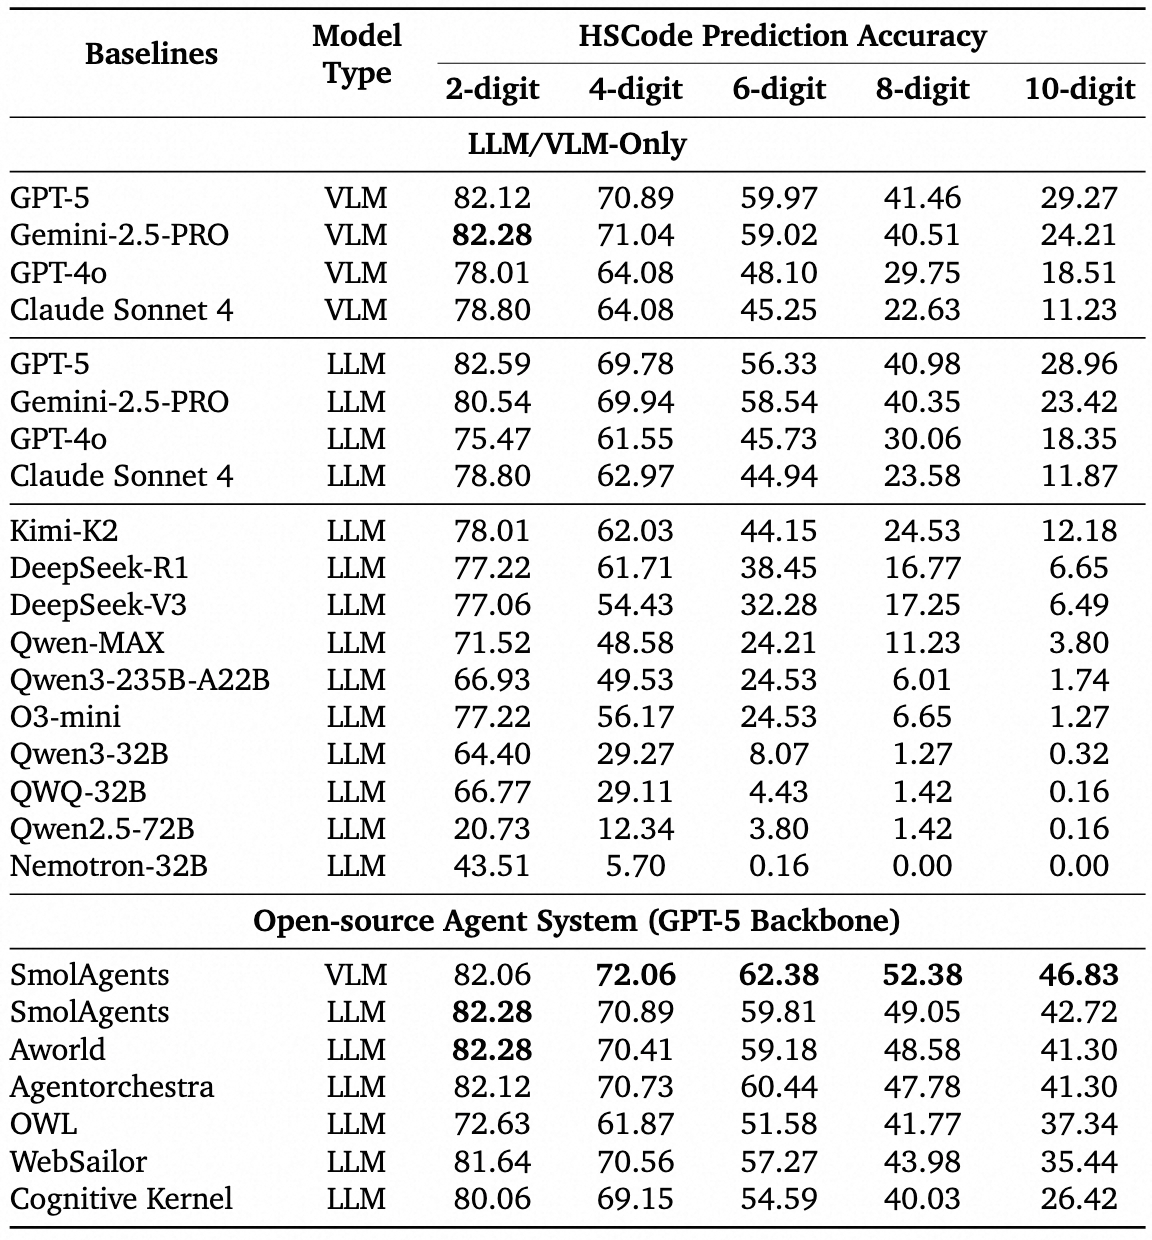 Baselines Model Type HSCode Prediction Accuracy
2-digit 4-digit 6-digit 8-digit 10-digit
LLM/VLM-Only
GPT-5 VLM 82.12 70.89 59.97 41.46 29.27
Gemini-2.5-PRO VLM 82.28 71.04 59.02 40.51 24.21
GPT-4o VLM 78.01 64.08 48.10 29.75 18.51
Claude Sonnet 4 VLM 78.80 64.08 45.25 22.63 11.23
GPT-5 LLM 82.59 69.78 56.33 40.98 28.96
Gemini-2.5-PRO LLM 80.54 69.94 58.54 40.35 23.42
GPT-4o LLM 75.47 61.55 45.73 30.06 18.35
Claude Sonnet 4 LLM 78.80 62.97 44.94 23.58 11.87
Kimi-K2 LLM 78.01 62.03 44.15 24.53 12.18
DeepSeek-R1 LLM 77.22 61.71 38.45 16.77 6.65
DeepSeek-V3 LLM 77.06 54.43 32.28 17.25 6.49
Qwen-MAX LLM 71.52 48.58 24.21 11.23 3.80
Qwen3-235B-A22B LLM 66.93 49.53 24.53 6.01 1.74
O3-mini LLM 77.22 56.17 24.53 6.65 1.27
Qwen3-32B LLM 64.40 29.27 8.07 1.27 0.32
QWQ-32B LLM 66.77 29.11 4.43 1.42 0.16
Qwen2.5-72B LLM 20.73 12.34 3.80 1.42 0.16
Nemotron-32B LLM 43.51 5.70 0.16 0.00 0.00
Open-source Agent System (GPT-5 Backbone)
SmolAgents VLM 82.06 72.06 62.38 52.38 46.83
SmolAgents LLM 82.28 70.89 59.81 49.05 42.72
Aworld LLM 82.28 70.41 59.18 48.58 41.30
Agentorchestra LLM 82.12 70.73 60.44 47.78 41.30
OWL LLM 72.63 61.87 51.58 41.77 37.34
WebSailor LLM 81.64 70.56 57.27 43.98 35.44
Cognitive Kernel LLM 80.06 69.15 54.59 40.03 26.42